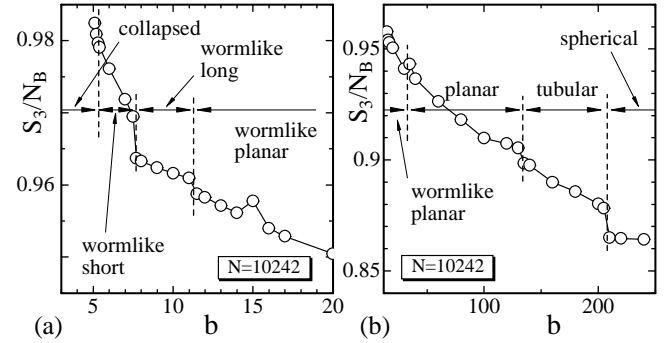 0.98
0.96
S3/NB
collapsed
wormlike
long
wormlike
planar
wormlike
short
N=10242
5
10
15
20
(a)
b
0.95
0.9
0.85
S3/NB
spherical
planar
tubular
wormlike
planar
N=10242
100
200
(b)
b